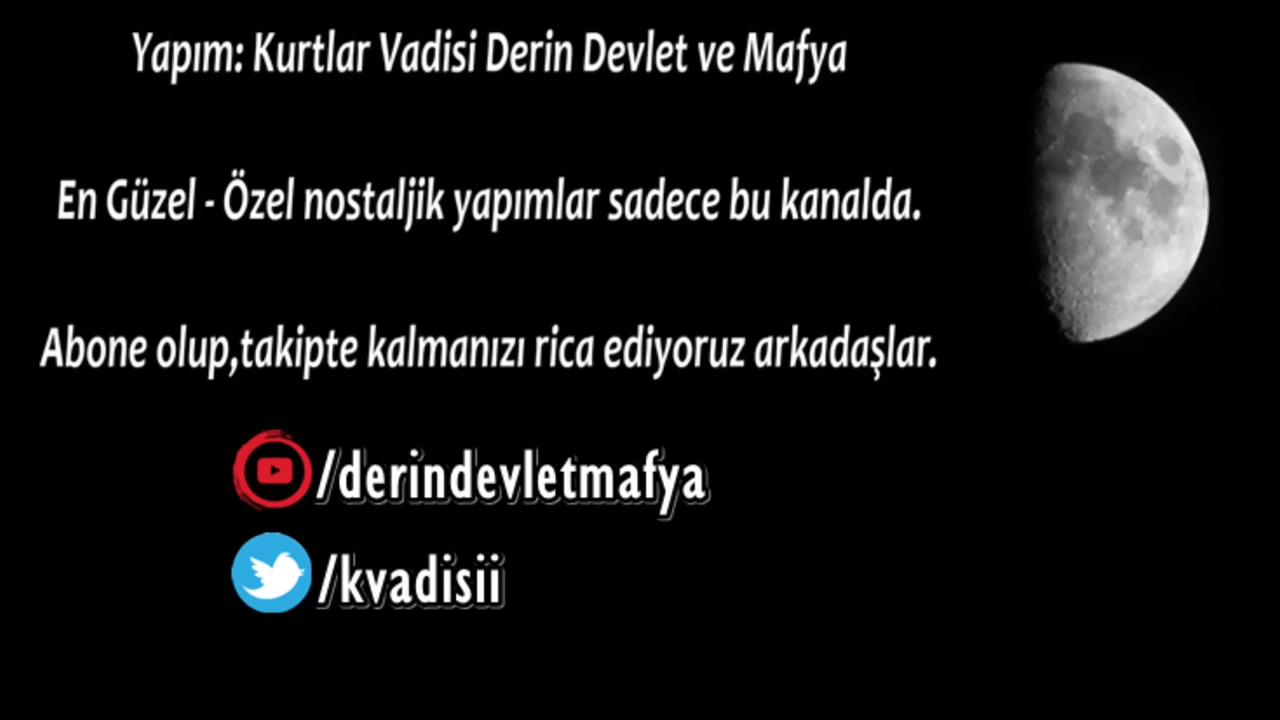 Yapım: Kurtlar Vadisi Derin Devlet ve Mafya
En Güzel - Özel nostaljik yapımlar sadece bu kanalda.
Abone olup,takipte kalmanızı rica ediyoruz arkadaşlar.
/derindevletmafya
/kvadisii